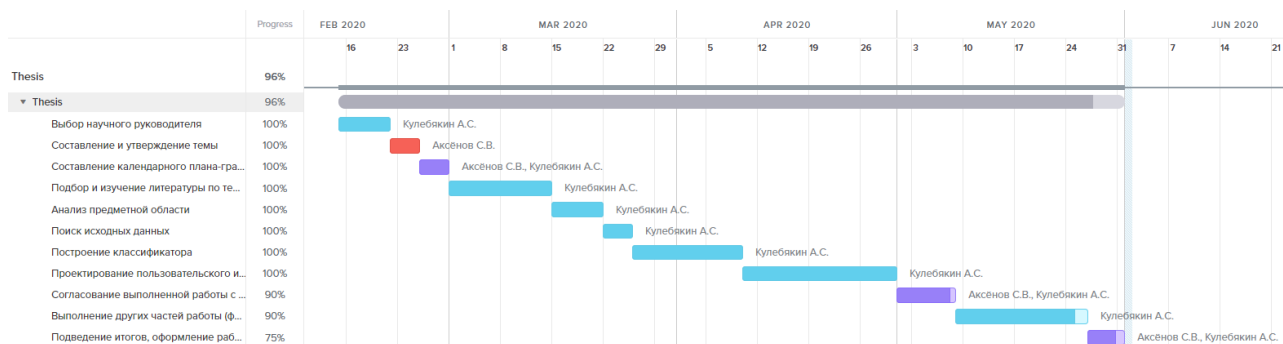 Progress FEB 2020 MAR 2020 APR 2020 MAY 2020 JUN 2020
16 23 1 8 15 22 29 5 12 19 26 3 10 17 24 31 7 14 21
Thesis 96%
Thesis 96%
Выбор научного руководителя 100% Кулебякин А.С.
Составление и утверждение темы 100% Аксёнов С.В.
Составление календарного плана-гра... 100% Аксёнов С.В., Кулебякин А.С.
Подбор и изучение литературы по те... 100% Кулебякин А.С.
Анализ предметной области 100% Кулебякин А.С.
Поиск исходных данных 100% Кулебякин А.С.
Построение классификатора 100% Кулебякин А.С.
Проектирование пользовательского и... 100% Кулебякин А.С.
Согласование выполненной работы с ... 90% Аксёнов С.В., Кулебякин А.С.
Выполнение других частей работы (ф... 90% Кулебякин А.С.
Подведение итогов, оформление раб... 75% Аксёнов С.В., Кулебякин А.С.